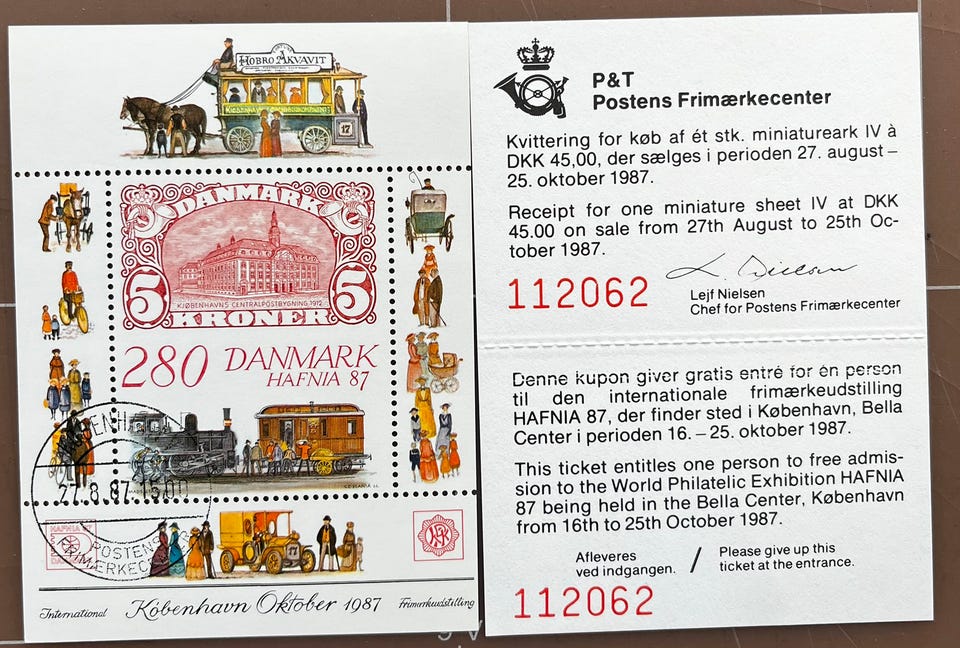 HOBRO AKVAVIT
17
DANMARK
5 5
KJØBENHAVNS CENTRALPOSTBYGNING 1912
KRONER
280 DANMARK
HAFNIA 87
27.8.87 15.00
HAFNIA 87
POSTENS
FRIMÆRKECE
77
International København Oktober 1987 Frimærkeudstilling
P&T
Postens Frimærkecenter
Kvittering for køb af ét stk. miniatureark IV à
DKK 45,00, der sælges i perioden 27. august –
25. oktober 1987.
Receipt for one miniature sheet IV at DKK
45.00 on sale from 27th August to 25th Oc-
tober 1987.
112062
Lejf Nielsen
Chef for Postens Frimærkecenter
Denne kupon giver gratis entré for én person
til den internationale frimærkeudstilling
HAFNIA 87, der finder sted i København, Bella
Center i perioden 16. – 25. oktober 1987.
This ticket entitles one person to free admis-
sion to the World Philatelic Exhibition HAFNIA
87 being held in the Bella Center, København
from 16th to 25th October 1987.
Afleveres
ved indgangen. / Please give up this
ticket at the entrance.
112062